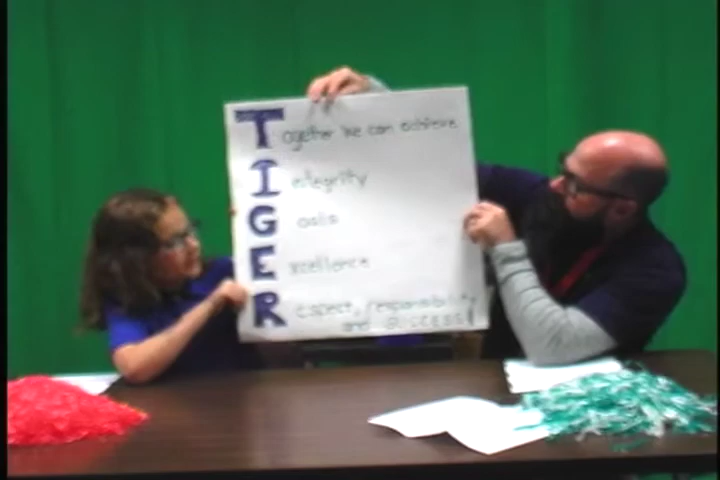 Together we can achieve
Integrity
Goals
Excellence
Respect, responsibility
and success!